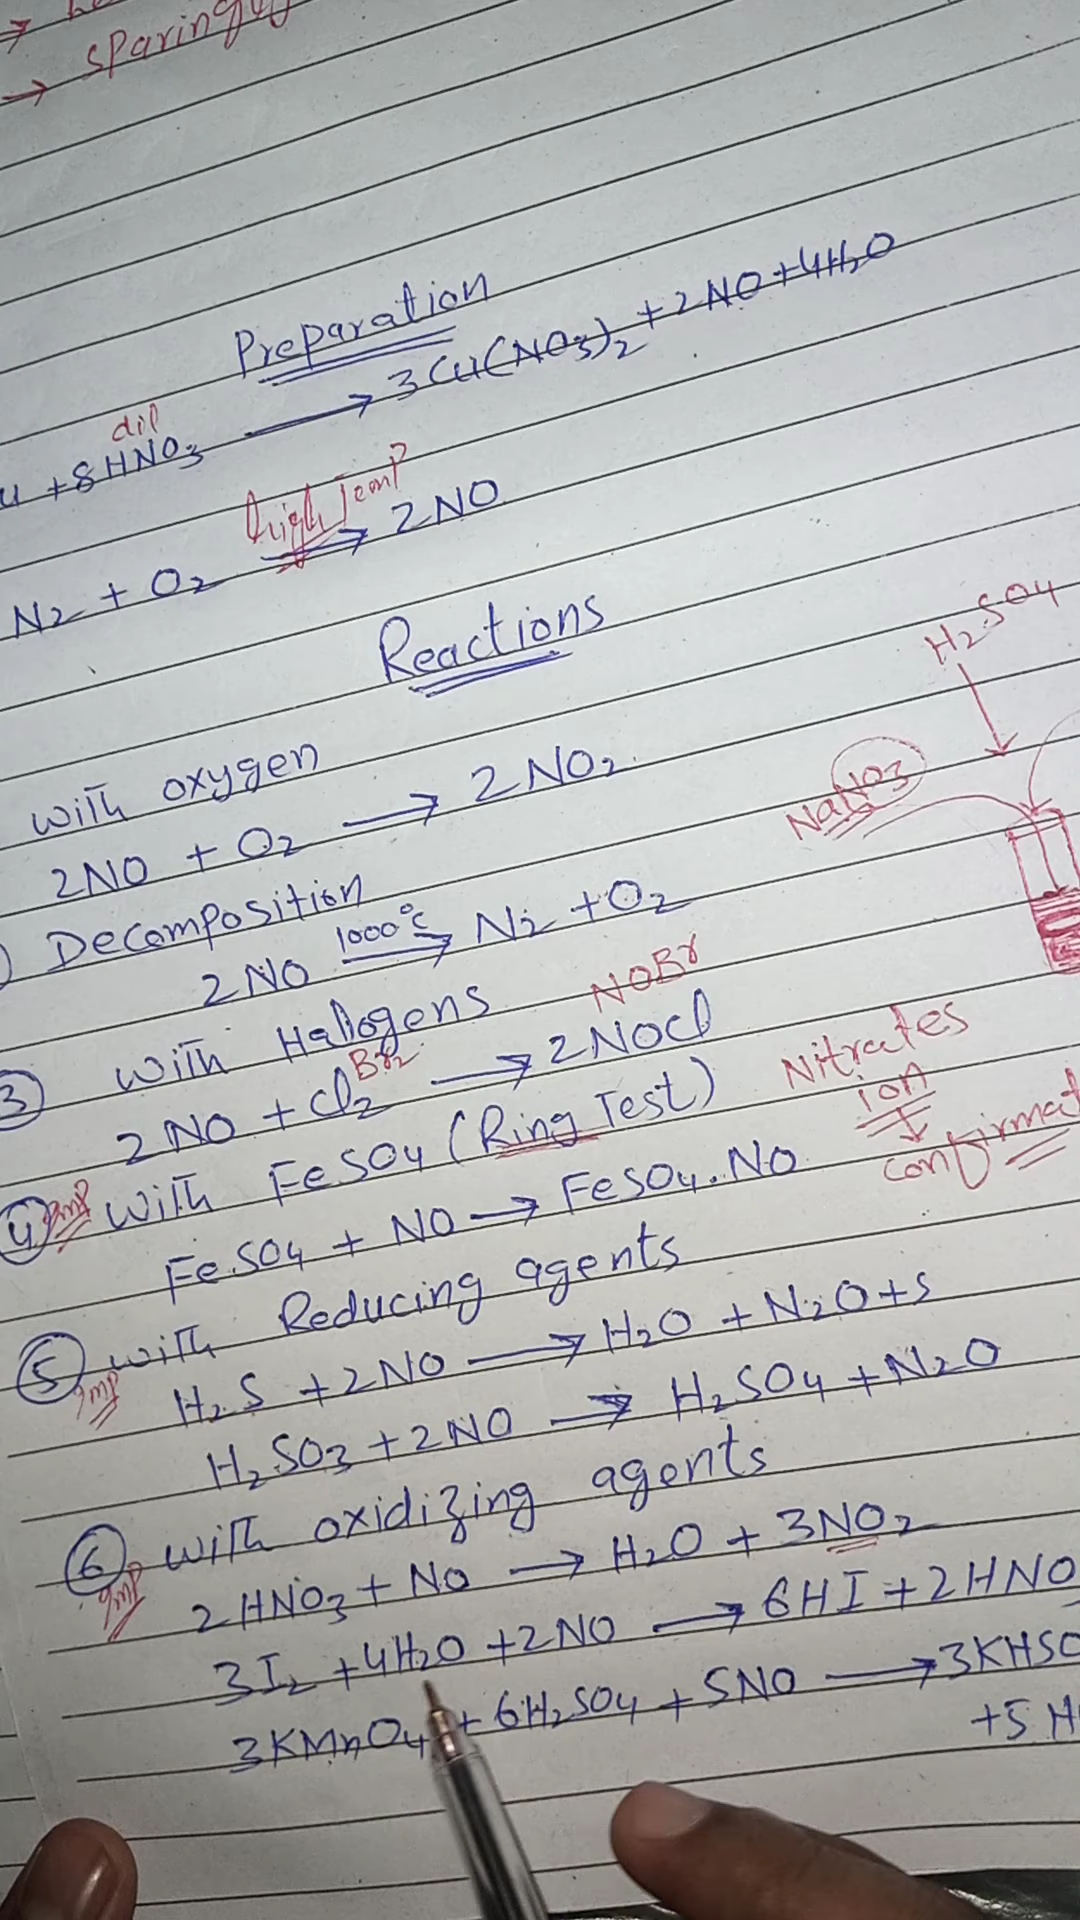 →
→ sparingly
Preparation
+ 8HNO3 dil → 3Cu(NO3)2 + 2NO + 4H2O
N2 + O2 high Temp → 2NO
Reactions
H2SO4
with oxygen
NaNO3
2NO + O2 → 2NO2
Decomposition
2NO 1000°C → N2 + O2
3 with Halogens NOBr
2NO + Cl2 Br2 → 2NOCl
Nitrates
ion
confirmat
4 Imp with FeSO4 (Ring Test)
FeSO4 + NO → FeSO4.NO
5 with Reducing agents
Imp H2S + 2NO → H2O + N2O + S
H2SO3 + 2NO → H2SO4 + N2O
6 with oxidizing agents
Imp 2HNO3 + NO → H2O + 3NO2
3I2 + 4H2O + 2NO → 6HI + 2HNO
3KMnO4 + 6H2SO4 + 5NO → 3KHSO
+5H